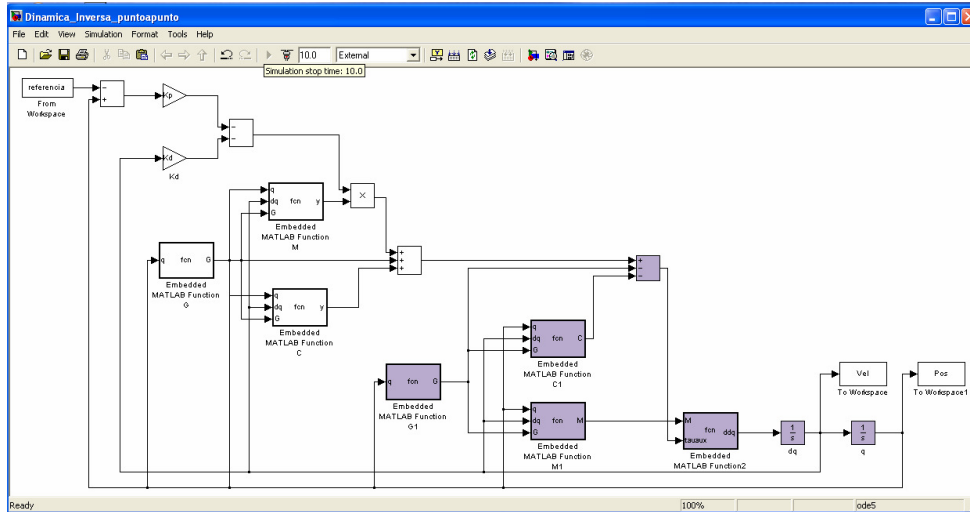 Dinamica_Inversa_puntoapunto
File Edit View Simulation Format Tools Help
10.0 External
Simulation stop time: 10.0
referencia
From
Workspace
−
+
Kp
−
−
Kd
Kd
q
dq fcn y
G
Embedded
MATLAB Function
M
×
q fcn G
Embedded
MATLAB Function
G
+
+
+
q
dq fcn y
G
Embedded
MATLAB Function
C
+
−
−
q
dq fcn C
G
Embedded
MATLAB Function
C1
q fcn G
Embedded
MATLAB Function
G1
q
dq fcn M
G
Embedded
MATLAB Function
M1
M
fcn ddq
tauaux
Embedded
MATLAB Function2
1
s
dq
1
s
q
Vel
To Workspace
Pos
To Workspace1
Ready 100% ode5